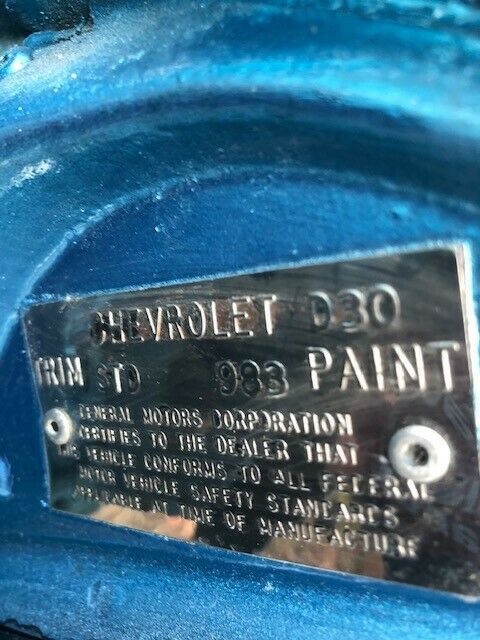 CHEVROLET D30
TRIM STD 983 PAINT
GENERAL MOTORS CORPORATION
CERTIFIES TO THE DEALER THAT
THE VEHICLE CONFORMS TO ALL FEDERAL
MOTOR VEHICLE SAFETY STANDARDS
APPLICABLE AT TIME OF MANUFACTURE